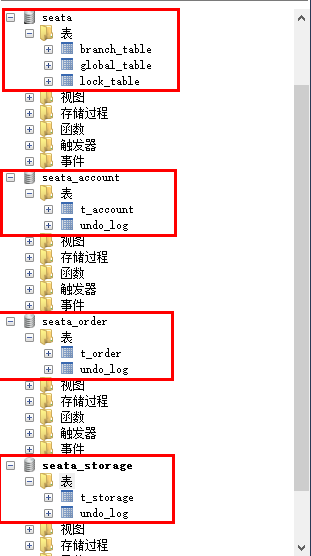 seata
表
branch_table
global_table
lock_table
视图
存储过程
函数
触发器
事件
seata_account
表
t_account
undo_log
视图
存储过程
函数
触发器
事件
seata_order
表
t_order
undo_log
视图
存储过程
函数
触发器
事件
seata_storage
表
t_storage
undo_log
视图
存储过程